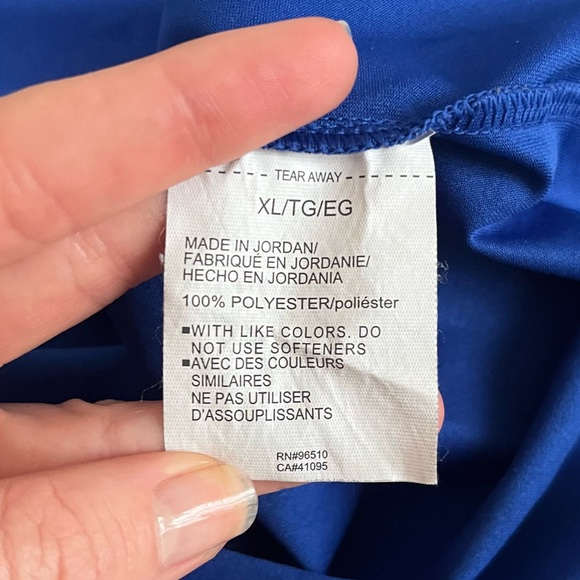 TEAR AWAY
XL/TG/EG
MADE IN JORDAN/
FABRIQUÉ EN JORDANIE/
HECHO EN JORDANIA
100% POLYESTER/poliéster
▪WITH LIKE COLORS. DO
NOT USE SOFTENERS
▪AVEC DES COULEURS
SIMILAIRES
NE PAS UTILISER
D'ASSOUPLISSANTS
RN#96510
CA#41095